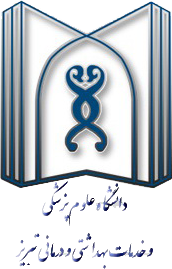 دانشگاه علوم پزشکی
و خدمات بهداشتی و درمانی تبریز